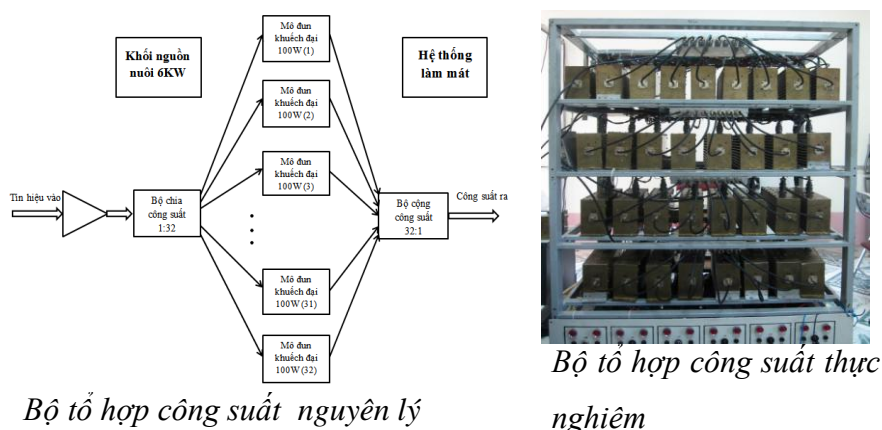 Khối nguồn
nuôi 6KW
Mô đun
khuếch đại
100W (1)
Hệ thống
làm mát
Mô đun
khuếch đại
100W (2)
Mô đun
khuếch đại
100W (3)
Tín hiệu vào
Bộ chia
công suất
1:32
Bộ cộng
công suất
32:1
Công suất ra
Mô đun
khuếch đại
100W (31)
Mô đun
khuếch đại
100W (32)
Bộ tổ hợp công suất nguyên lý
Bộ tổ hợp công suất thực
nghiệm